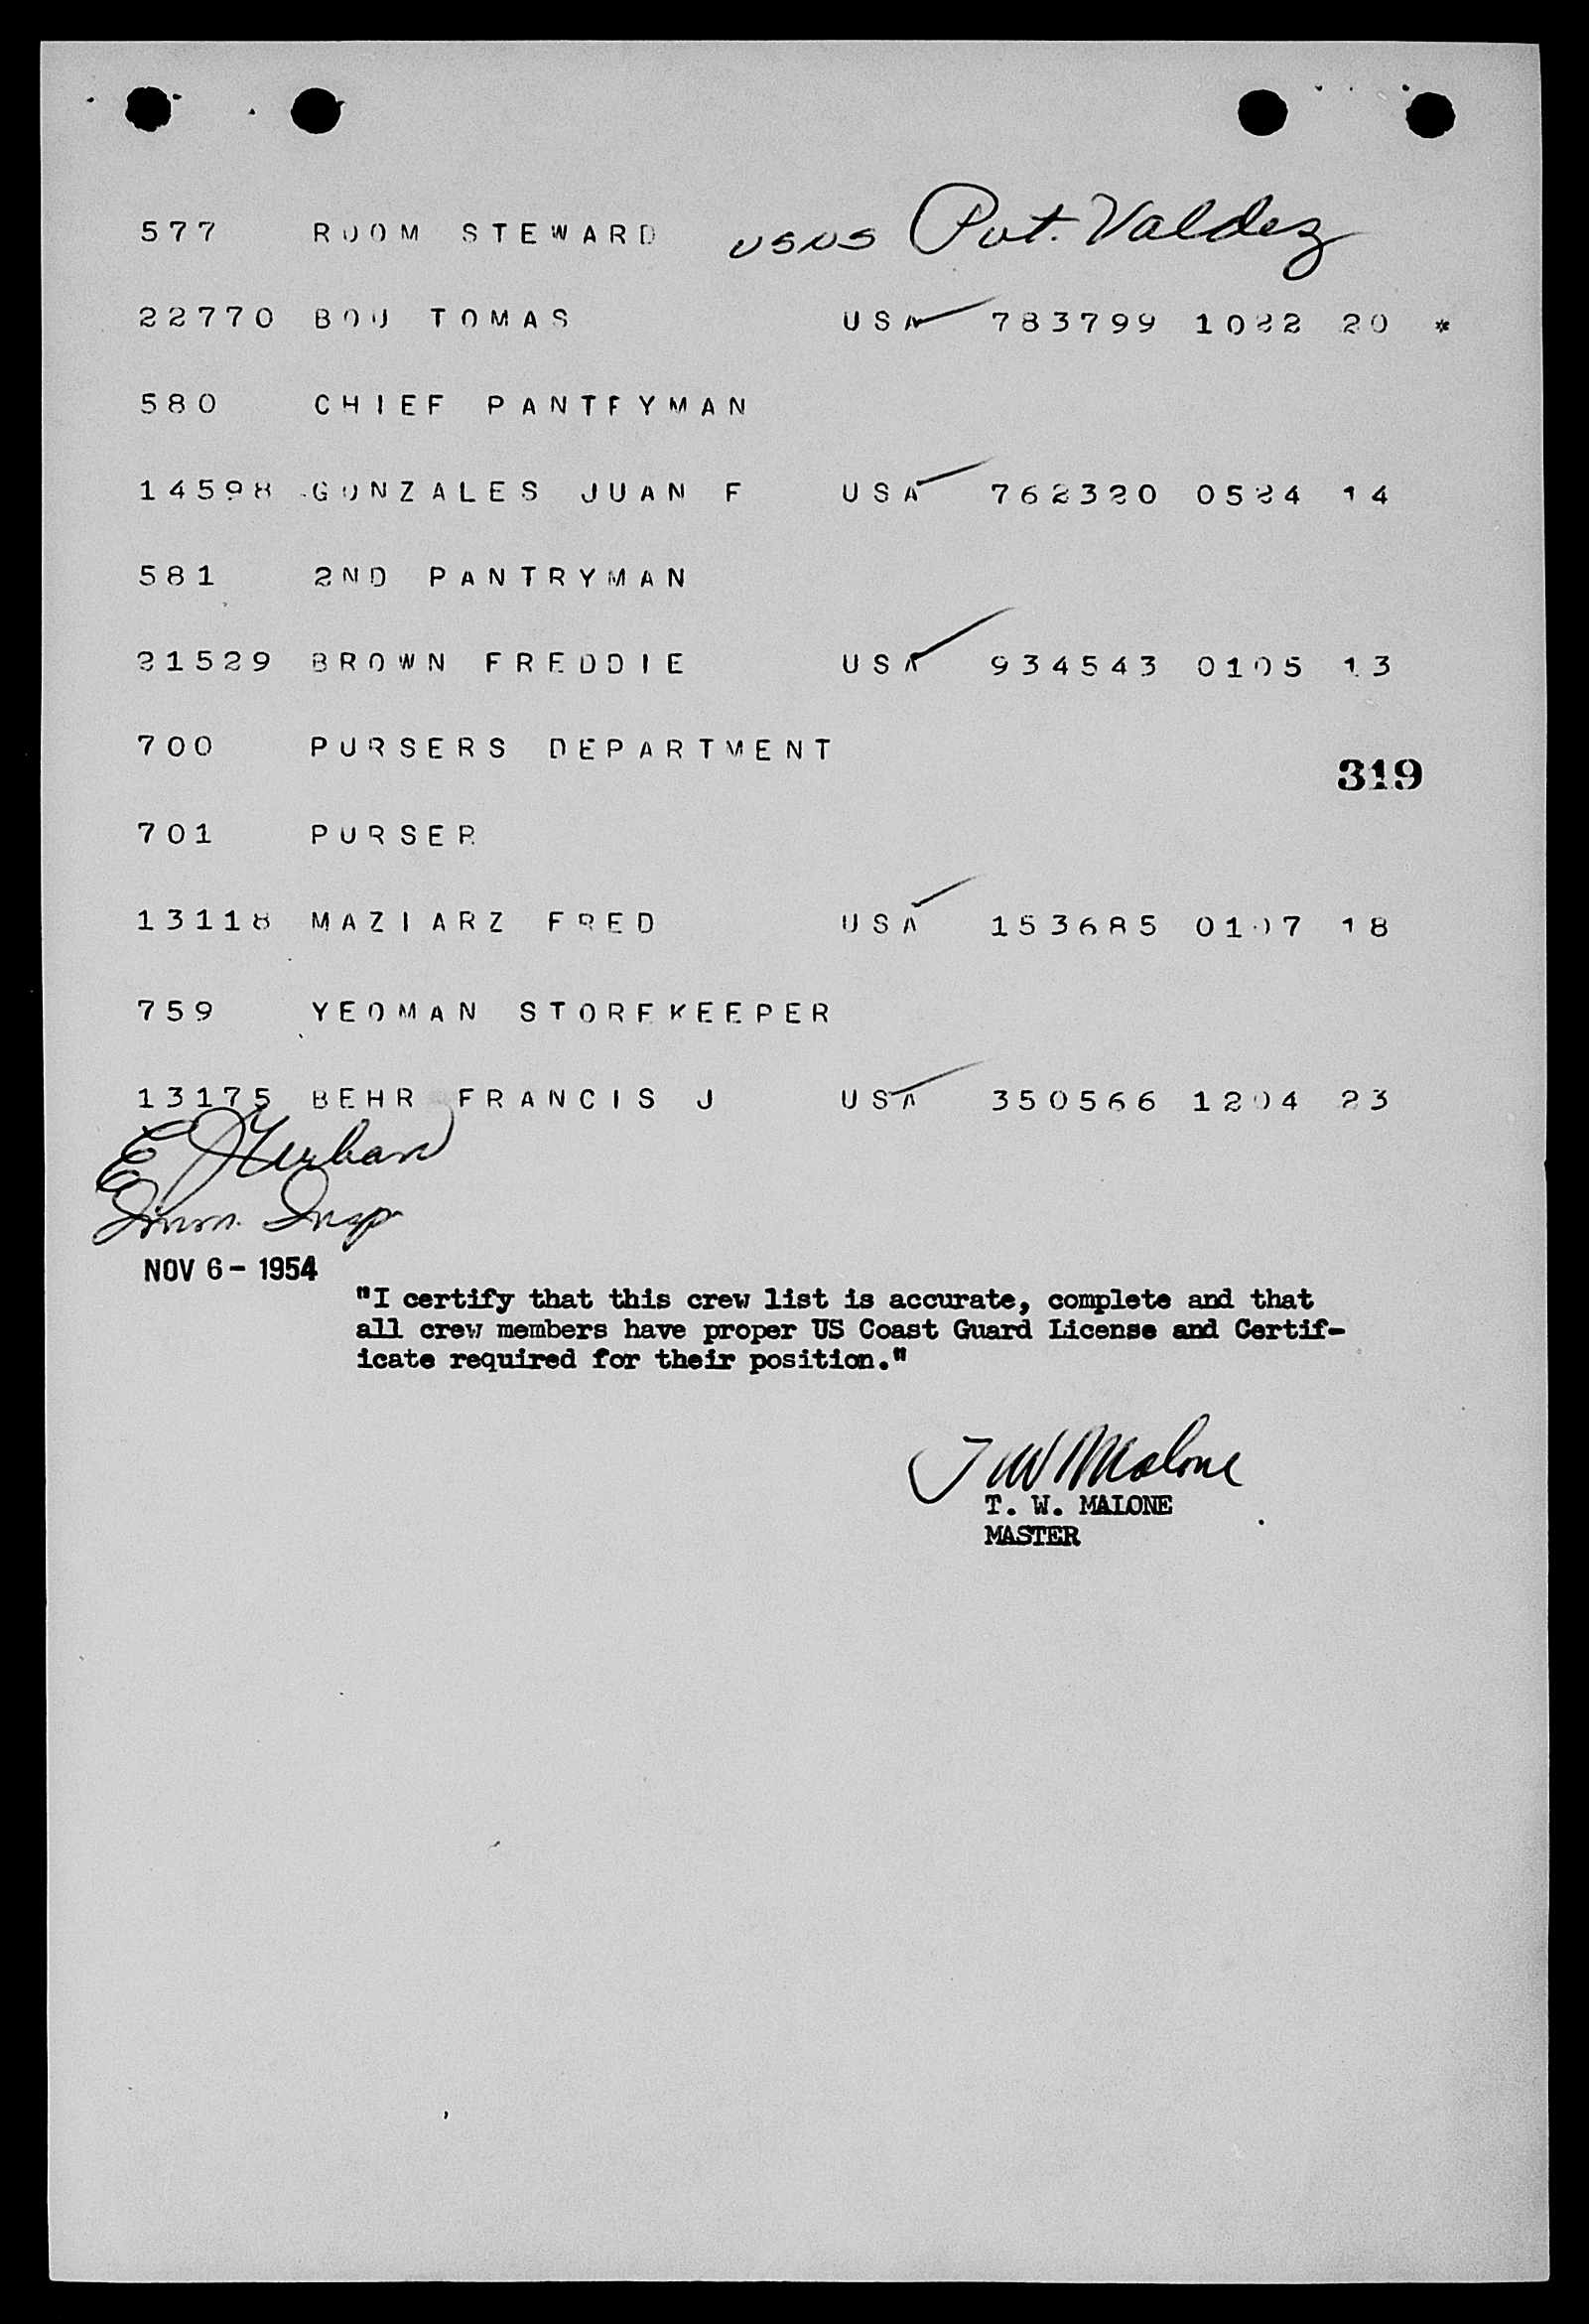 577 ROOM STEWARD USNS Pvt. Valdez
22770 BOU TOMAS USA 783799 1022 20 *
580 CHIEF PANTRYMAN
14598 GONZALES JUAN F USA 762320 0524 14
581 2ND PANTRYMAN
21529 BROWN FREDDIE USA 934543 0105 13
700 PURSERS DEPARTMENT
319
701 PURSER
13118 MAZIARZ FRED USA 153685 0107 18
759 YEOMAN STOREKEEPER
13175 BEHR FRANCIS J USA 350566 1204 23
Imm. Insp
NOV 6 - 1954
"I certify that this crew list is accurate, complete and that
all crew members have proper US Coast Guard License and Certif-
icate required for their position."
T W Malone
T. W. MALONE
MASTER